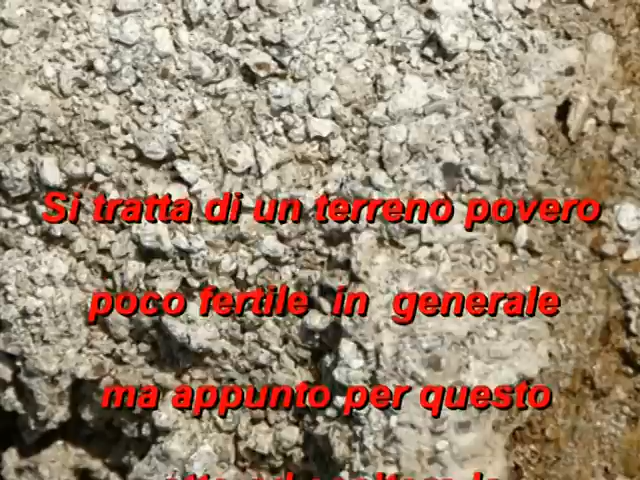 Si tratta di un terreno povero
poco fertile in generale
ma appunto per questo